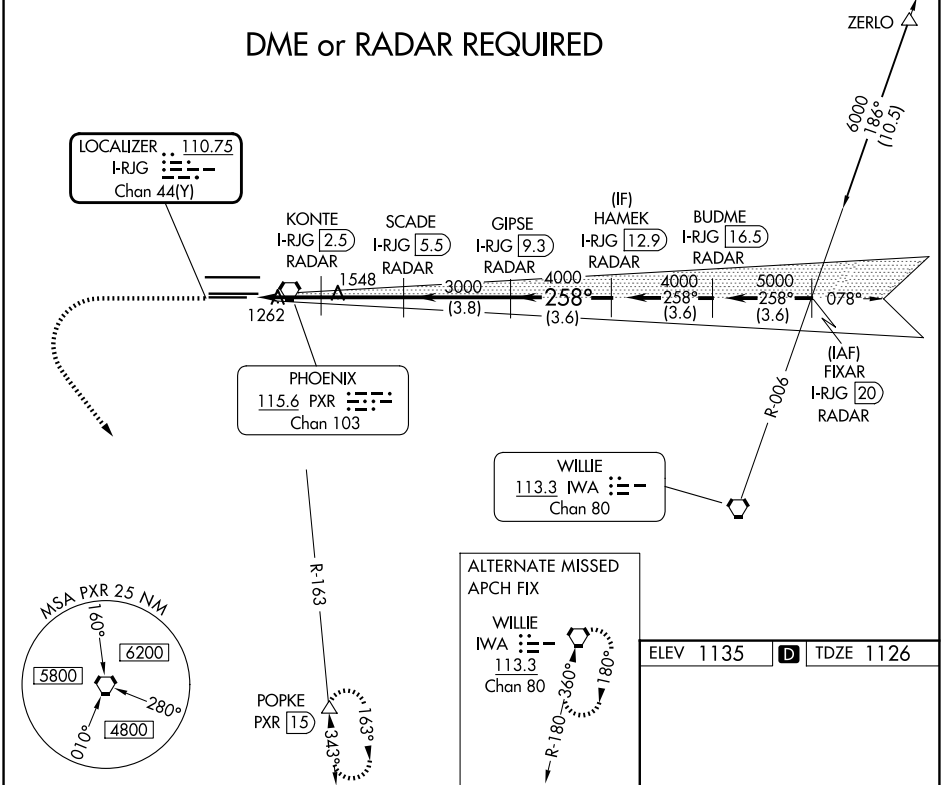 ZERLO
DME or RADAR REQUIRED
6000
186°
(10.5)
LOCALIZER 110.75
I-RJG
Chan 44(Y)
KONTE
I-RJG 2.5
RADAR
SCADE
I-RJG 5.5
RADAR
GIPSE
I-RJG 9.3
RADAR
(IF)
HAMEK
I-RJG 12.9
RADAR
BUDME
I-RJG 16.5
RADAR
1548
1262
3000
(3.8)
4000
258°
(3.6)
4000
258°
(3.6)
5000
258°
(3.6)
078°
(IAF)
FIXAR
I-RJG 20
RADAR
PHOENIX
115.6 PXR
Chan 103
R-006
WILLIE
113.3 IWA
Chan 80
R-163
MSA PXR 25 NM
160°
6200
5800
280°
010°
4800
POPKE
PXR 15
163°
343°
ALTERNATE MISSED
APCH FIX
WILLIE
IWA
113.3
Chan 80
360°
180°
R-180
ELEV 1135 D TDZE 1126